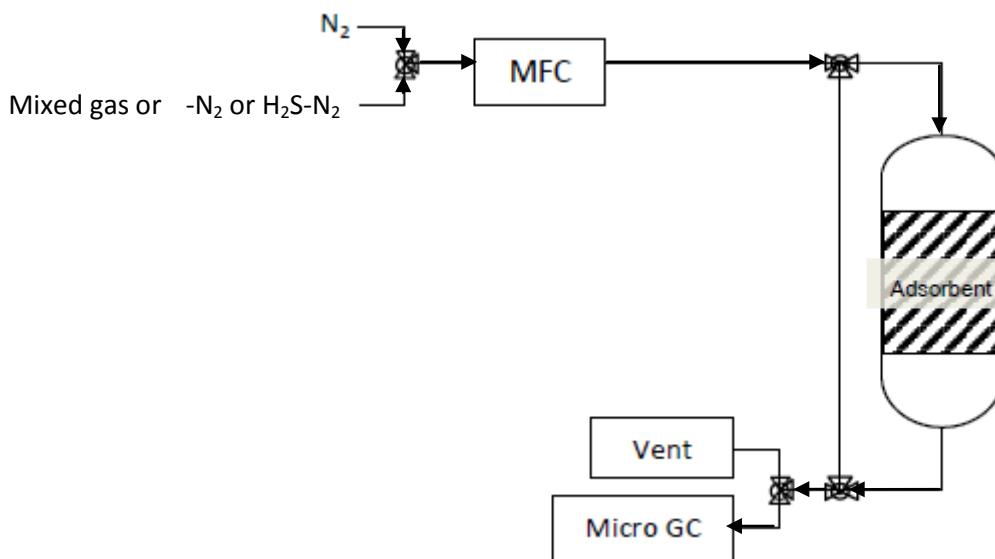 N₂
MFC
Mixed gas or -N₂ or H₂S-N₂
Adsorbent
Vent
Micro GC